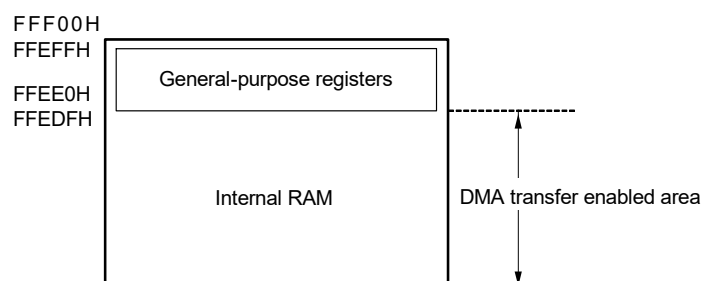 FFF00H
FFEFFH
General-purpose registers
FFEE0H
FFEDFH
Internal RAM
DMA transfer enabled area